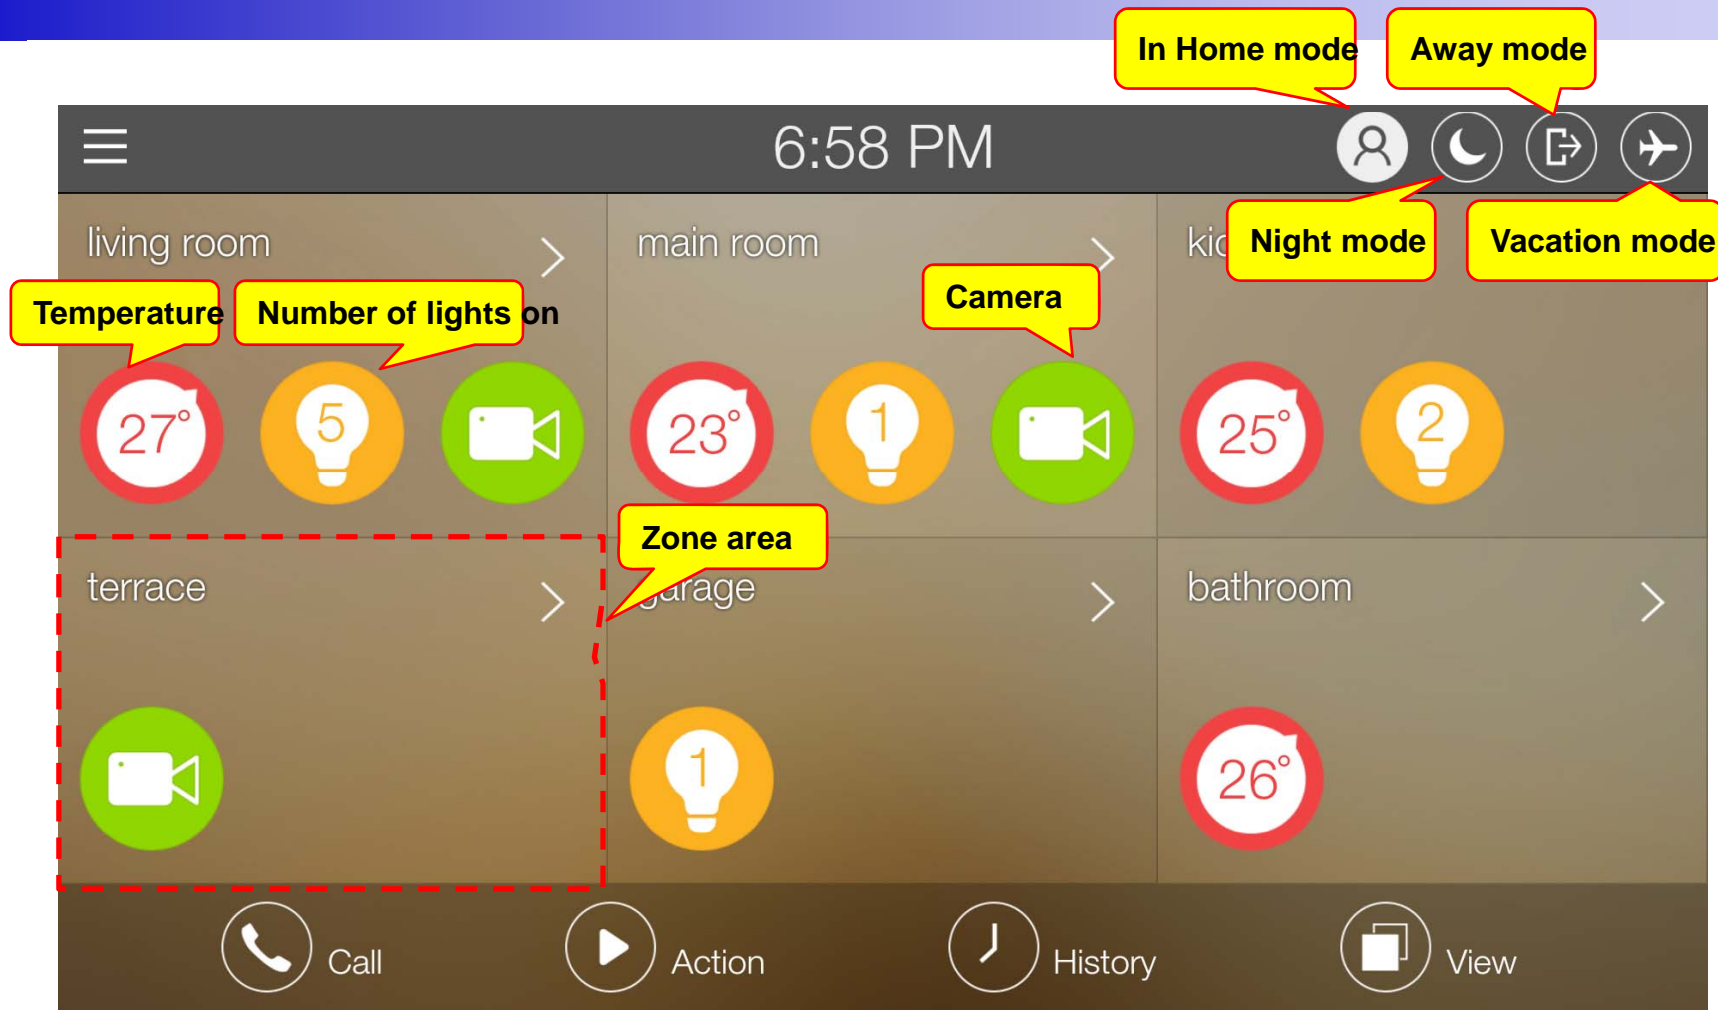 In Home mode
Away mode
6:58 PM
Night mode
Vacation mode
living room
main room
Temperature
Number of lights on
Camera
27°
5
23°
1
25°
2
Zone area
terrace
garage
bathroom
1
26°
Call
Action
History
View